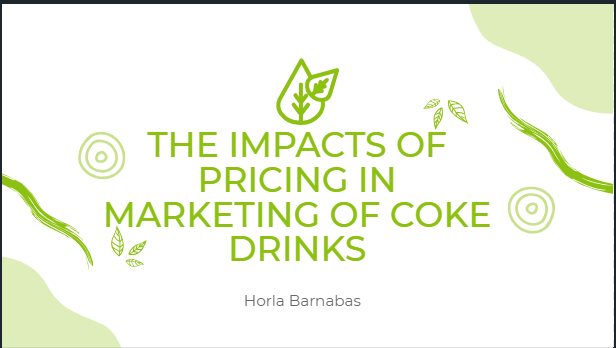 THE IMPACTS OF
PRICING IN
MARKETING OF COKE
DRINKS
Horla Barnabas